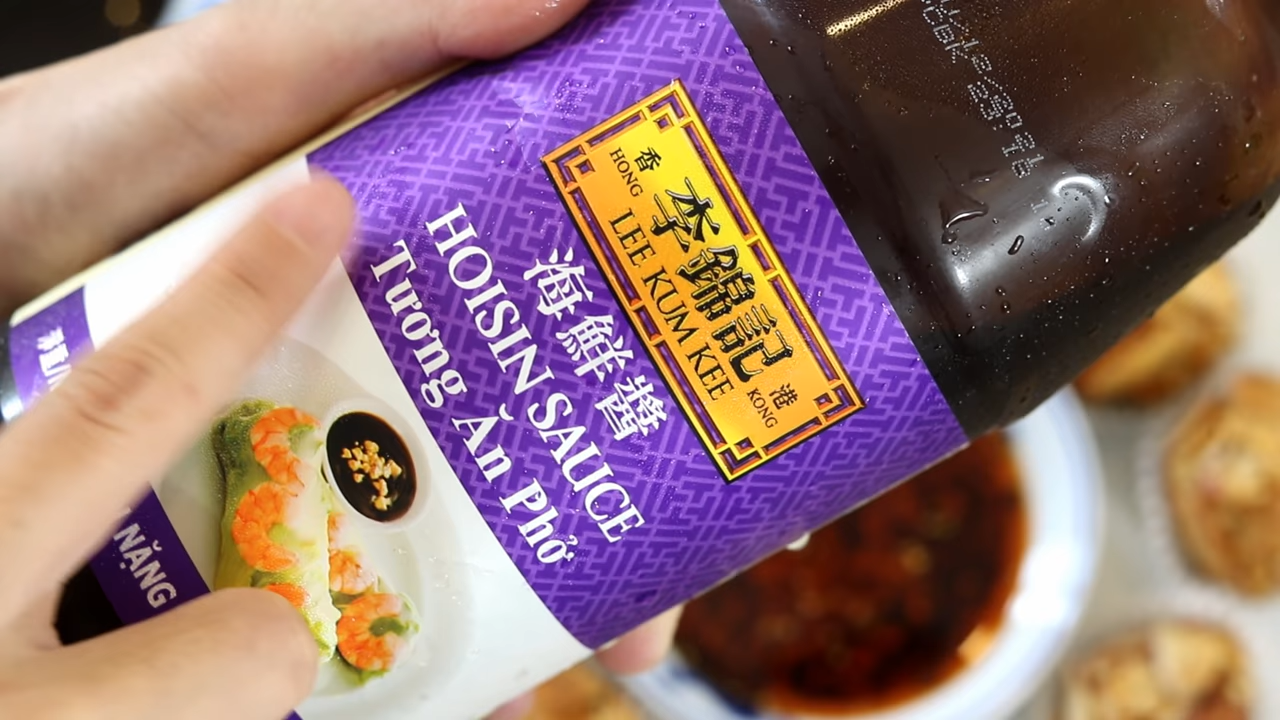 香港
HONG KONG
李錦記
LEE KUM KEE
海鮮醬
HOISIN SAUCE
Tương Ăn Phở
NẶNG